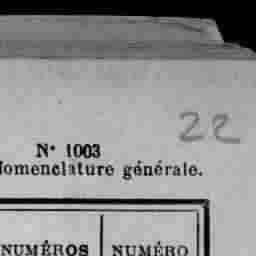 22
N° 1003
Nomenclature générale.
NUMÉROS NUMÉRO